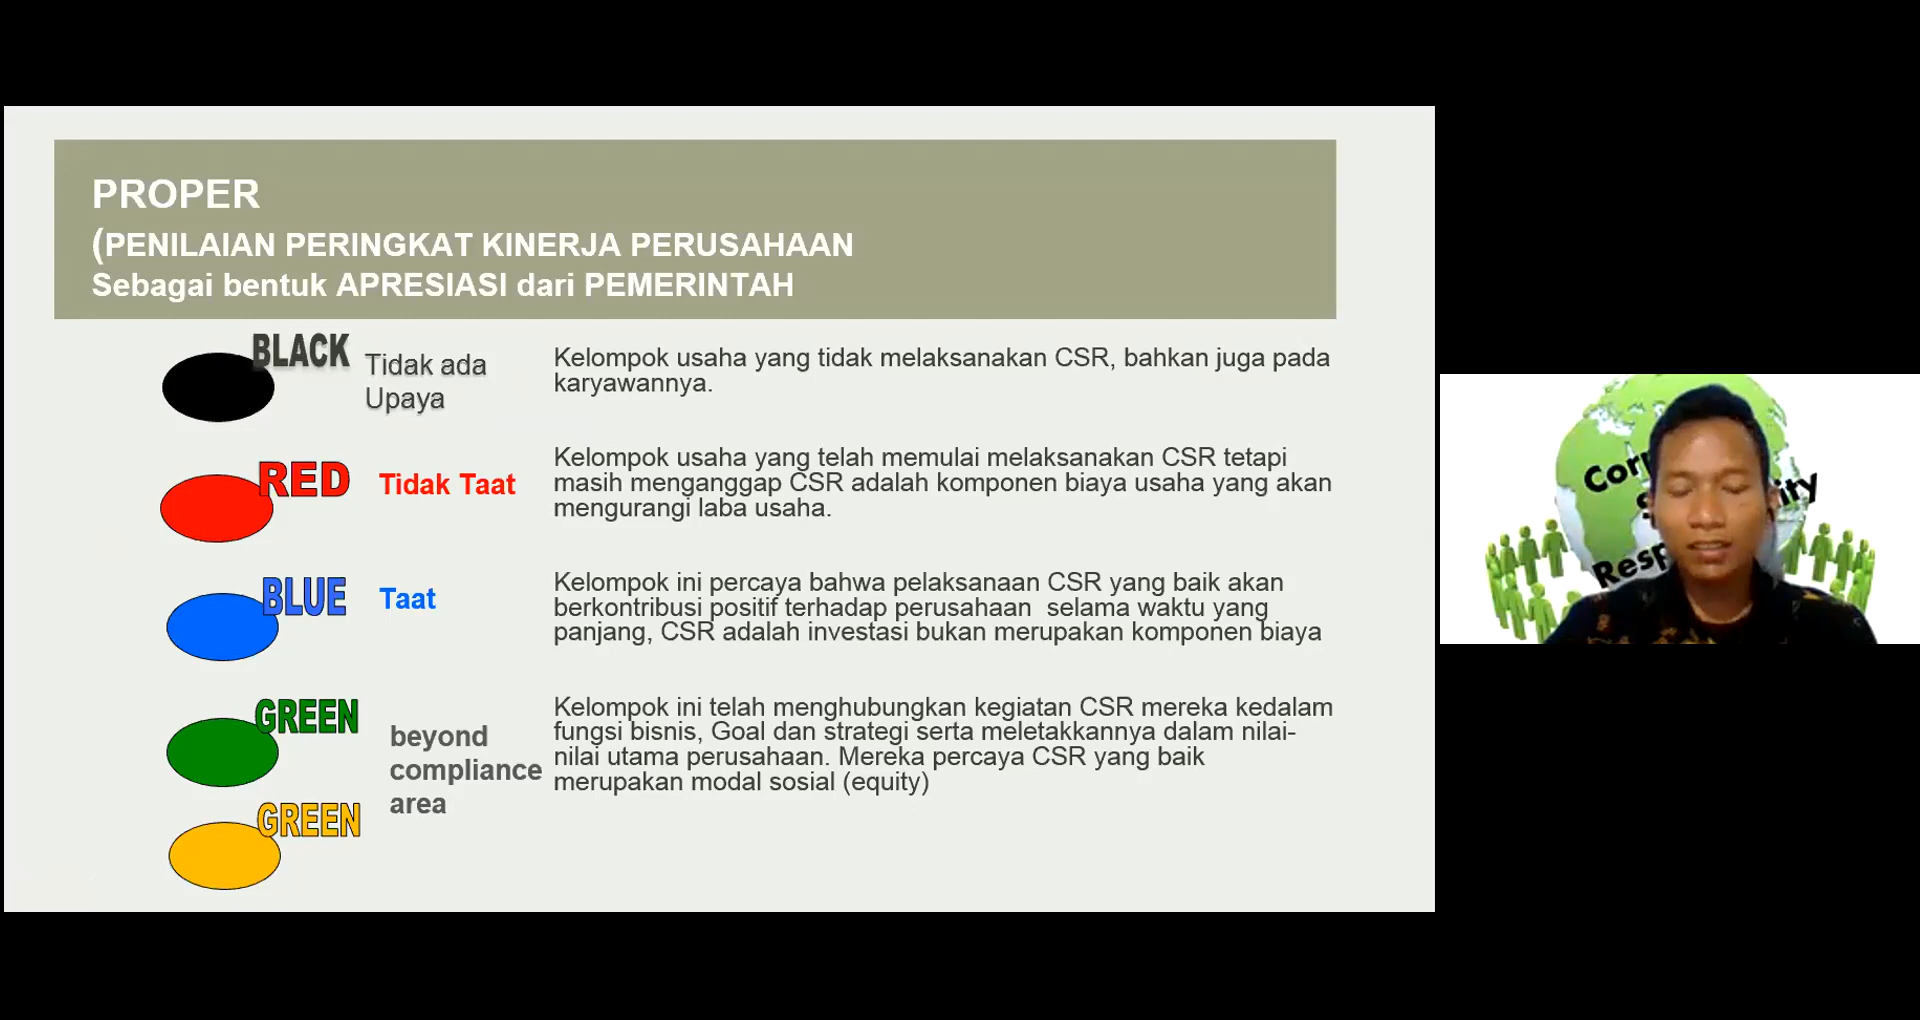 PROPER
(PENILAIAN PERINGKAT KINERJA PERUSAHAAN
Sebagai bentuk APRESIASI dari PEMERINTAH
BLACK
Tidak ada
Upaya
Kelompok usaha yang tidak melaksanakan CSR, bahkan juga pada
karyawannya.
RED
Tidak Taat
Kelompok usaha yang telah memulai melaksanakan CSR tetapi
masih menganggap CSR adalah komponen biaya usaha yang akan
mengurangi laba usaha.
BLUE
Taat
Kelompok ini percaya bahwa pelaksanaan CSR yang baik akan
berkontribusi positif terhadap perusahaan  selama waktu yang
panjang, CSR adalah investasi bukan merupakan komponen biaya
GREEN
beyond
compliance
area
Kelompok ini telah menghubungkan kegiatan CSR mereka kedalam
fungsi bisnis, Goal dan strategi serta meletakkannya dalam nilai-
nilai utama perusahaan. Mereka percaya CSR yang baik
merupakan modal sosial (equity)
GREEN